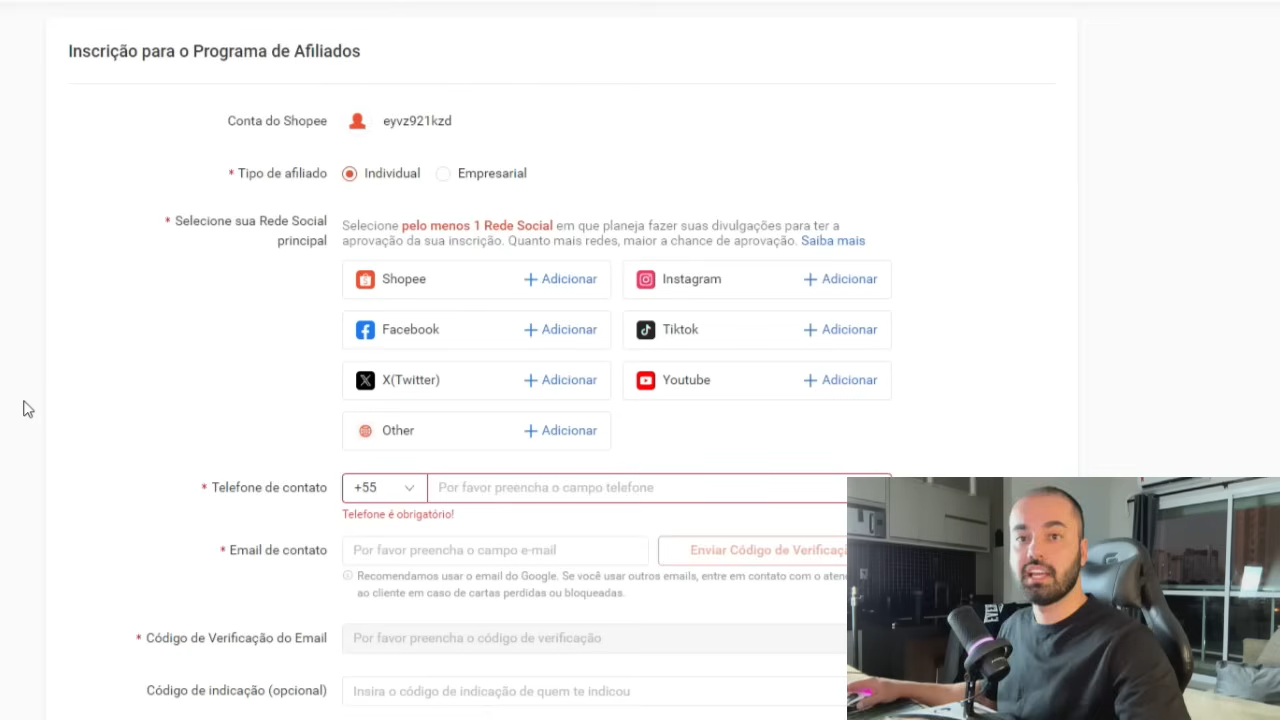 Inscrição para o Programa de Afiliados
Conta do Shopee eyvz921kzd
* Tipo de afiliado Individual Empresarial
* Selecione sua Rede Social principal
Selecione pelo menos 1 Rede Social em que planeja fazer suas divulgações para ter a
aprovação da sua inscrição. Quanto mais redes, maior a chance de aprovação. Saiba mais
Shopee + Adicionar Instagram + Adicionar
Facebook + Adicionar Tiktok + Adicionar
X(Twitter) + Adicionar Youtube + Adicionar
Other + Adicionar
* Telefone de contato +55 Por favor preencha o campo telefone
Telefone é obrigatório!
* Email de contato Por favor preencha o campo e-mail Enviar Código de Verificaç
Recomendamos usar o email do Google. Se você usar outros emails, entre em contato com o aten
ao cliente em caso de cartas perdidas ou bloqueadas.
* Código de Verificação do Email Por favor preencha o código de verificação
Código de indicação (opcional) Insira o código de indicação de quem te indicou